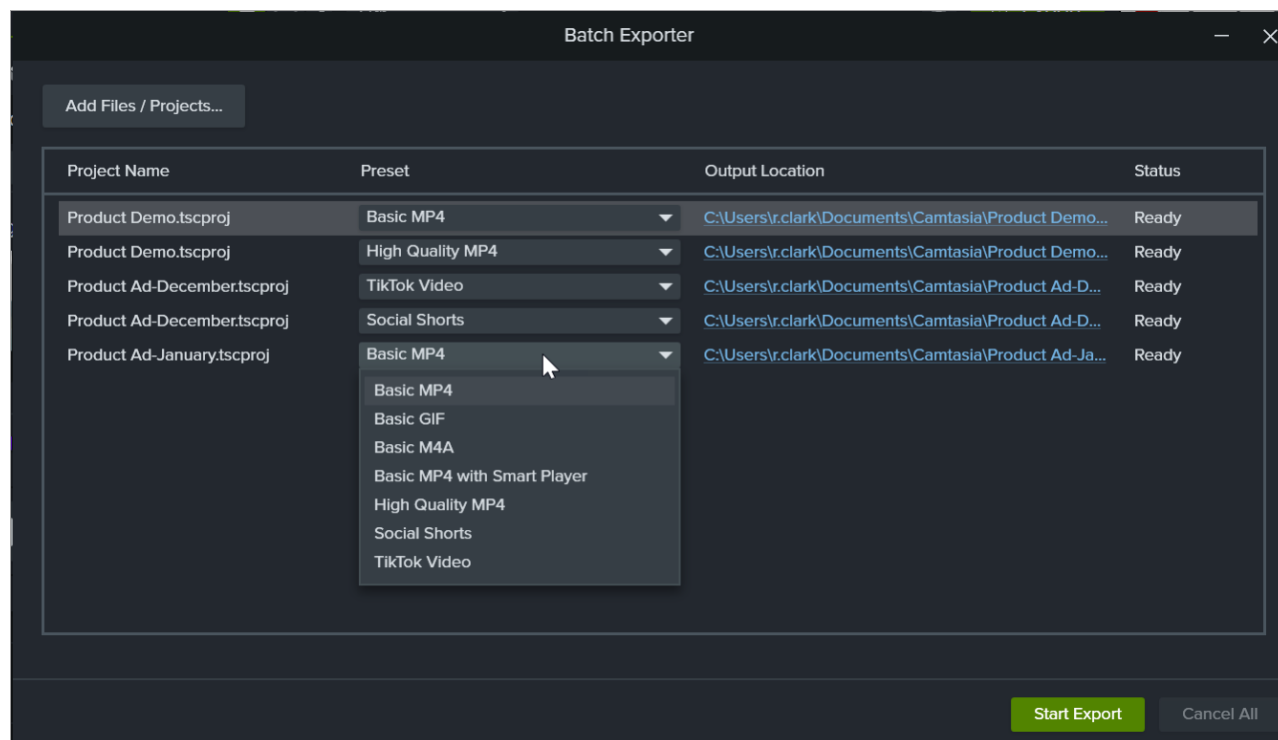 Batch Exporter
Add Files / Projects...
Project Name Preset Output Location Status
Product Demo.tscproj Basic MP4 C:\Users\r.clark\Documents\Camtasia\Product Demo... Ready
Product Demo.tscproj High Quality MP4 C:\Users\r.clark\Documents\Camtasia\Product Demo... Ready
Product Ad-December.tscproj TikTok Video C:\Users\r.clark\Documents\Camtasia\Product Ad-D... Ready
Product Ad-December.tscproj Social Shorts C:\Users\r.clark\Documents\Camtasia\Product Ad-D... Ready
Product Ad-January.tscproj Basic MP4 C:\Users\r.clark\Documents\Camtasia\Product Ad-Ja... Ready
Basic MP4
Basic GIF
Basic M4A
Basic MP4 with Smart Player
High Quality MP4
Social Shorts
TikTok Video
Start Export Cancel All